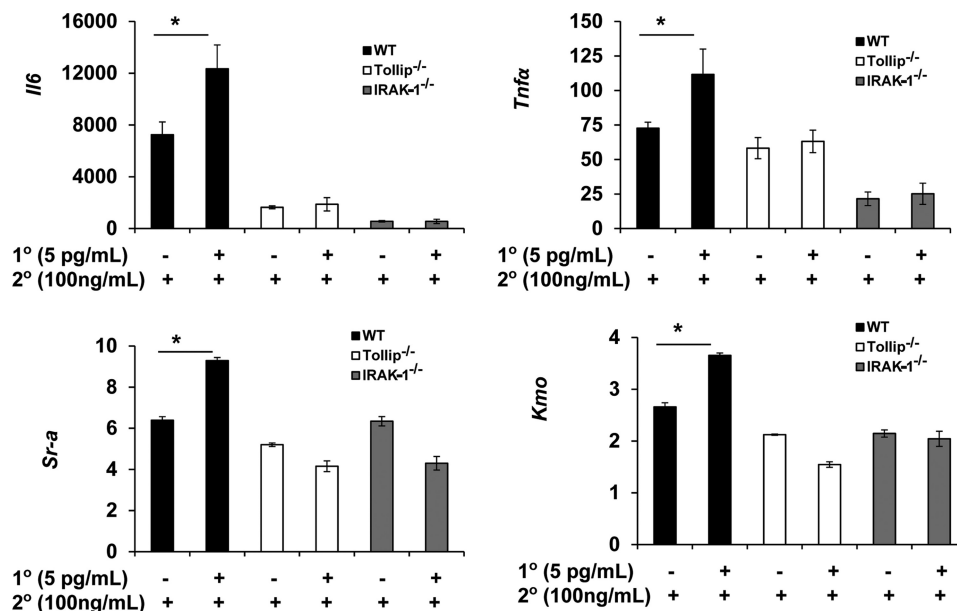 Il6
16000
12000
8000
4000
0
*
WT
Tollip-/-
IRAK-1-/-
1° (5 pg/mL) - + - + - +
2° (100ng/mL) + + + + + +
Tnfα
150
125
100
75
50
25
0
*
WT
Tollip-/-
IRAK-1-/-
1° (5 pg/mL) - + - + - +
2° (100ng/mL) + + + + + +
Sr-a
10
8
6
4
2
0
*
WT
Tollip-/-
IRAK-1-/-
1° (5 pg/mL) - + - + - +
2° (100ng/mL) + + + + + +
Kmo
4
3
2
1
0
*
WT
Tollip-/-
IRAK-1-/-
1° (5 pg/mL) - + - + - +
2° (100ng/mL) + + + + + +